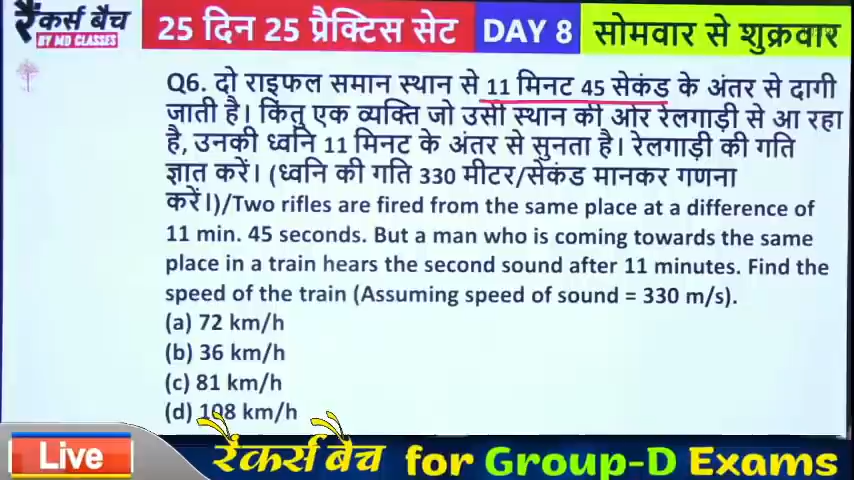 रैंकर्स बैच
BY MD CLASSES
25 दिन 25 प्रैक्टिस सेट
DAY 8
सोमवार से शुक्रवार
Q6. दो राइफल समान स्थान से 11 मिनट 45 सेकंड के अंतर से दागी
जाती है। किंतु एक व्यक्ति जो उसी स्थान की ओर रेलगाड़ी से आ रहा
है, उनकी ध्वनि 11 मिनट के अंतर से सुनता है। रेलगाड़ी की गति
ज्ञात करें। (ध्वनि की गति 330 मीटर/सेकंड मानकर गणना
करें।)/Two rifles are fired from the same place at a difference of
11 min. 45 seconds. But a man who is coming towards the same
place in a train hears the second sound after 11 minutes. Find the
speed of the train (Assuming speed of sound = 330 m/s).
(a) 72 km/h
(b) 36 km/h
(c) 81 km/h
(d) 108 km/h
Live
रैंकर्स बैच for Group-D Exams